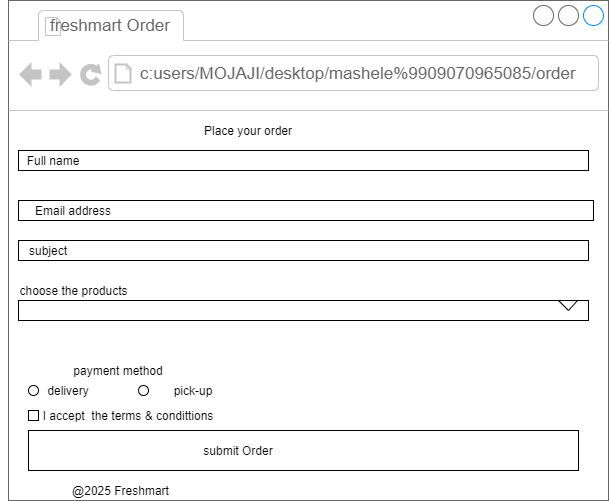 freshmart Order
c:users/MOJAJI/desktop/mashele%9909070965085/order
Place your order
Full name
Email address
subject
choose the products
payment method
delivery pick-up
I accept the terms & condittions
submit Order
@2025 Freshmart